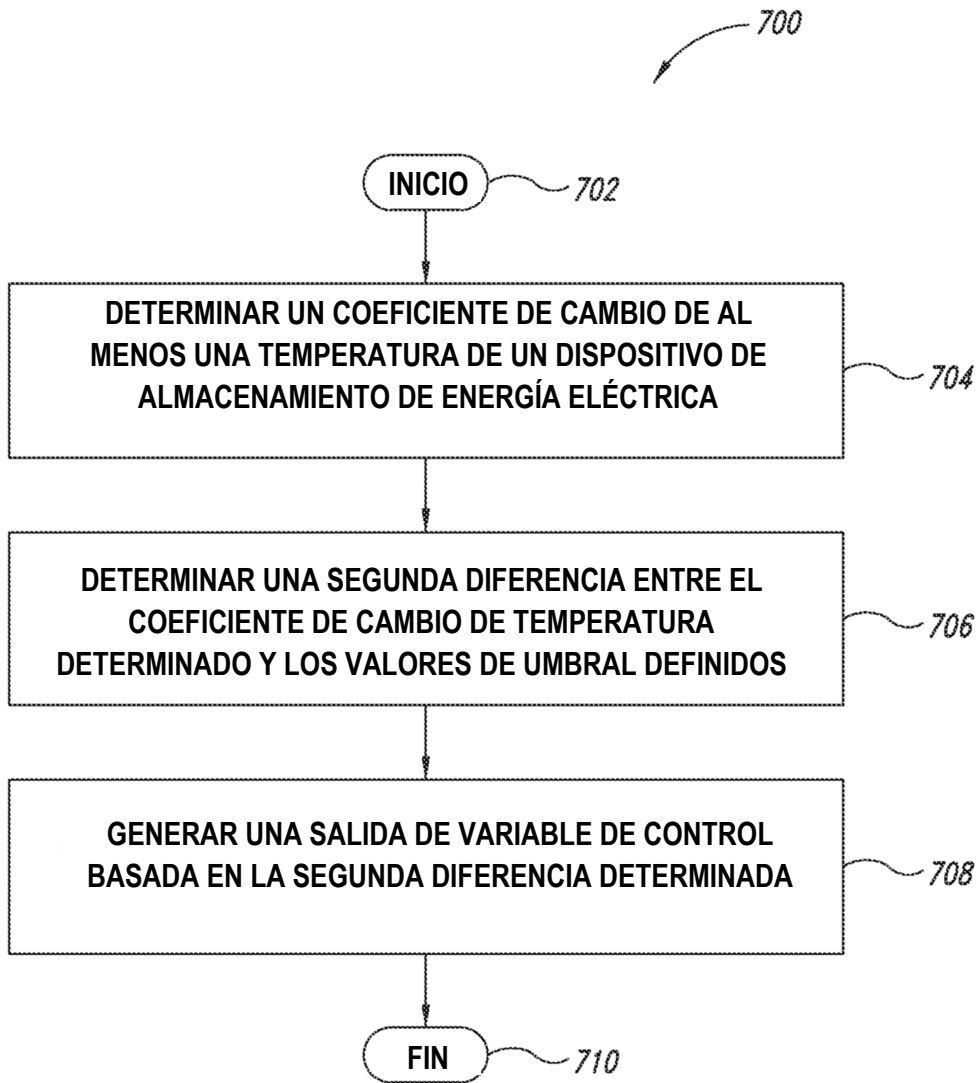 700
INICIO
702
DETERMINAR UN COEFICIENTE DE CAMBIO DE AL
MENOS UNA TEMPERATURA DE UN DISPOSITIVO DE
ALMACENAMIENTO DE ENERGÍA ELÉCTRICA
704
DETERMINAR UNA SEGUNDA DIFERENCIA ENTRE EL
COEFICIENTE DE CAMBIO DE TEMPERATURA
DETERMINADO Y LOS VALORES DE UMBRAL DEFINIDOS
706
GENERAR UNA SALIDA DE VARIABLE DE CONTROL
BASADA EN LA SEGUNDA DIFERENCIA DETERMINADA
708
FIN
710